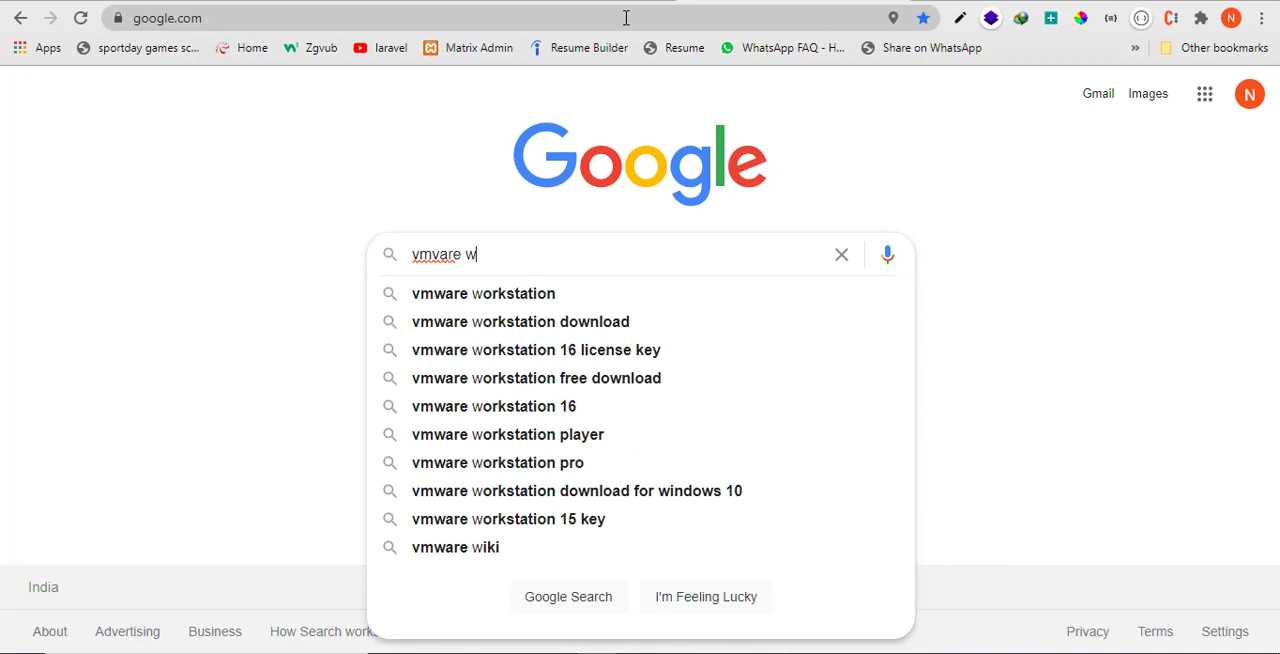 google.com
N
Apps sportday games sc... Home Zgvub laravel Matrix Admin Resume Builder Resume WhatsApp FAQ - H... Share on WhatsApp » Other bookmarks
Gmail Images N
Google
vmvare w
vmware workstation
vmware workstation download
vmware workstation 16 license key
vmware workstation free download
vmware workstation 16
vmware workstation player
vmware workstation pro
vmware workstation download for windows 10
vmware workstation 15 key
vmware wiki
Google Search I'm Feeling Lucky
India
About Advertising Business How Search works Privacy Terms Settings